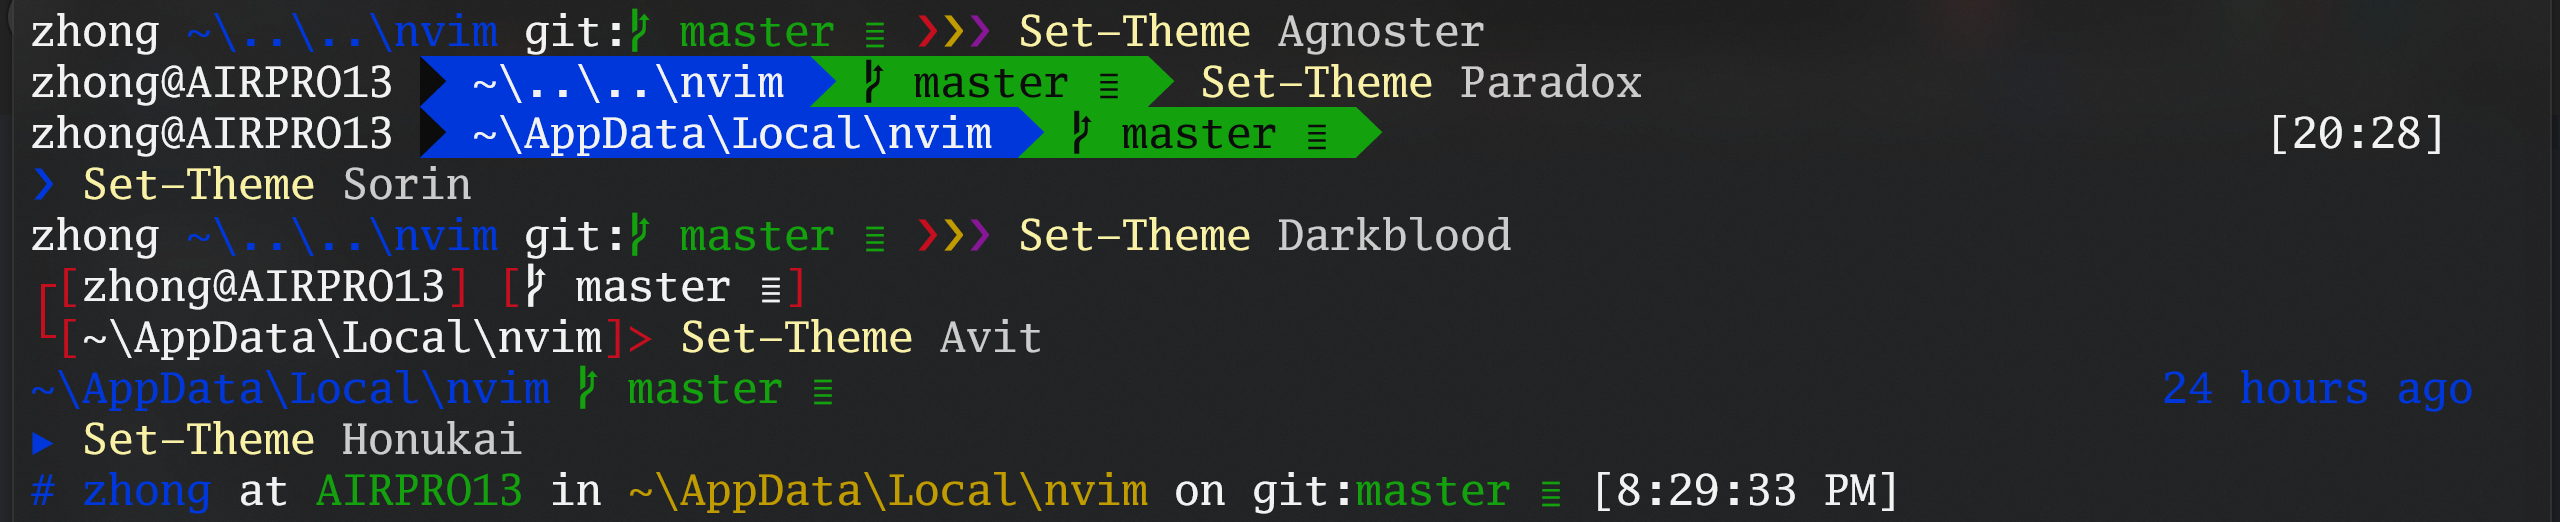 zhong ~\..\..\nvim git: master ≡ ❯❯❯ Set-Theme Agnoster
zhong@AIRPRO13 ~\..\..\nvim  master ≡ Set-Theme Paradox
zhong@AIRPRO13 ~\AppData\Local\nvim  master ≡ [20:28]
❯ Set-Theme Sorin
zhong ~\..\..\nvim git: master ≡ ❯❯❯ Set-Theme Darkblood
┌[zhong@AIRPRO13] [ master ≡]
└[~\AppData\Local\nvim]> Set-Theme Avit
~\AppData\Local\nvim  master ≡ 24 hours ago
► Set-Theme Honukai
# zhong at AIRPRO13 in ~\AppData\Local\nvim on git:master ≡ [8:29:33 PM]